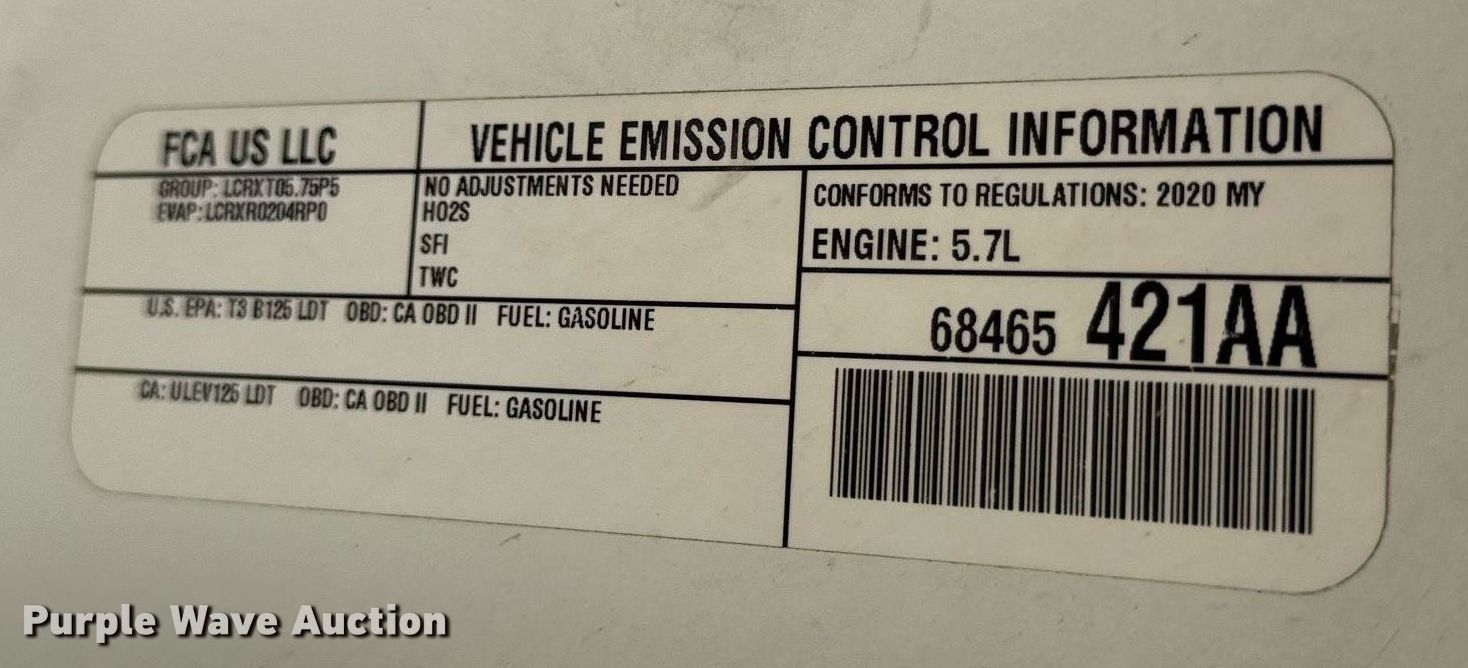 FCA US LLC
VEHICLE EMISSION CONTROL INFORMATION
GROUP: LCRXT05.75P5
EVAP: LCRXR0204RP0
NO ADJUSTMENTS NEEDED
HO2S
SFI
TWC
CONFORMS TO REGULATIONS: 2020 MY
ENGINE: 5.7L
U.S. EPA: T3 B125 LDT OBD: CA OBD II FUEL: GASOLINE
68465 421AA
CA: ULEV125 LDT OBD: CA OBD II FUEL: GASOLINE
Purple Wave Auction